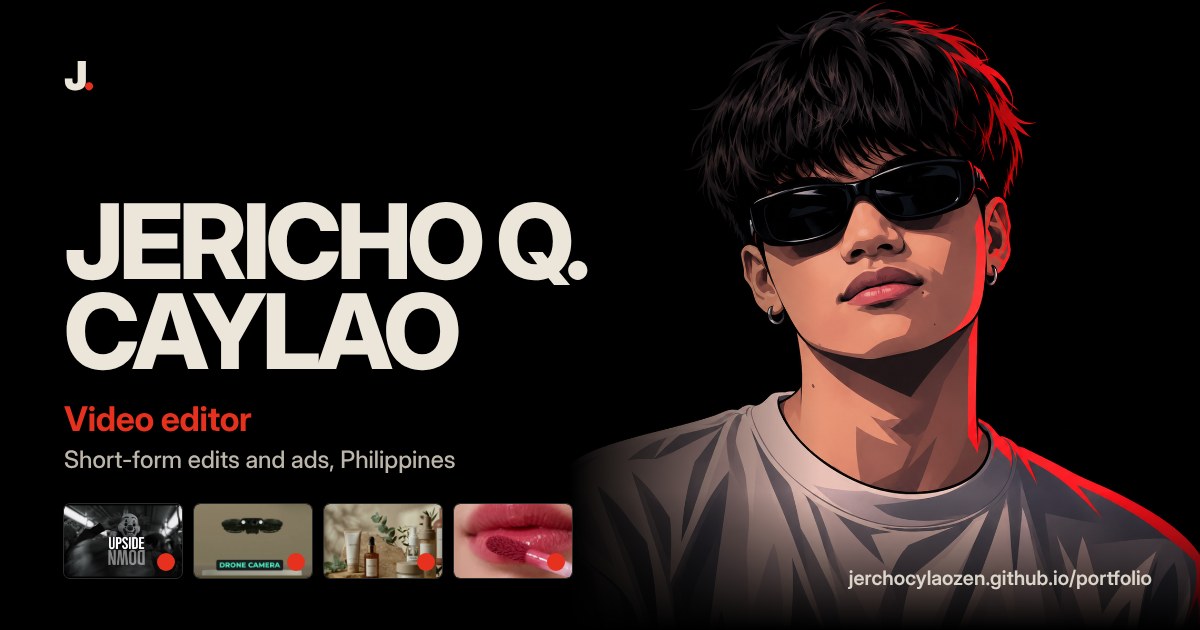 J.
JERICHO Q.
CAYLAO
Video editor
Short-form edits and ads, Philippines
UPSIDE
DOWN
DRONE CAMERA
jerchocylaozen.github.io/portfolio